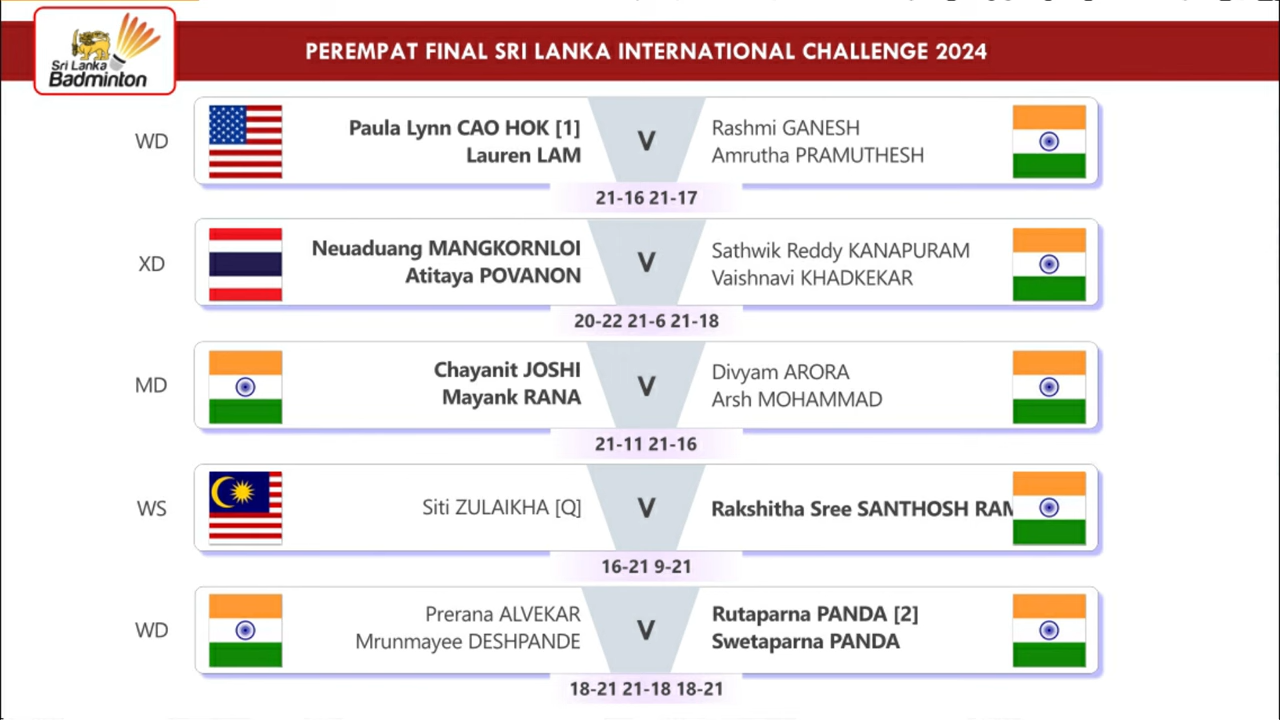 Sri Lanka
Badminton
PEREMPAT FINAL SRI LANKA INTERNATIONAL CHALLENGE 2024
WD
Paula Lynn CAO HOK [1]
Lauren LAM
V
Rashmi GANESH
Amrutha PRAMUTHESH
21-16 21-17
XD
Neuaduang MANGKORNLOI
Atitaya POVANON
V
Sathwik Reddy KANAPURAM
Vaishnavi KHADKEKAR
20-22 21-6 21-18
MD
Chayanit JOSHI
Mayank RANA
V
Divyam ARORA
Arsh MOHAMMAD
21-11 21-16
WS
Siti ZULAIKHA [Q]
V
Rakshitha Sree SANTHOSH RAM
16-21 9-21
WD
Prerana ALVEKAR
Mrunmayee DESHPANDE
V
Rutaparna PANDA [2]
Swetaparna PANDA
18-21 21-18 18-21